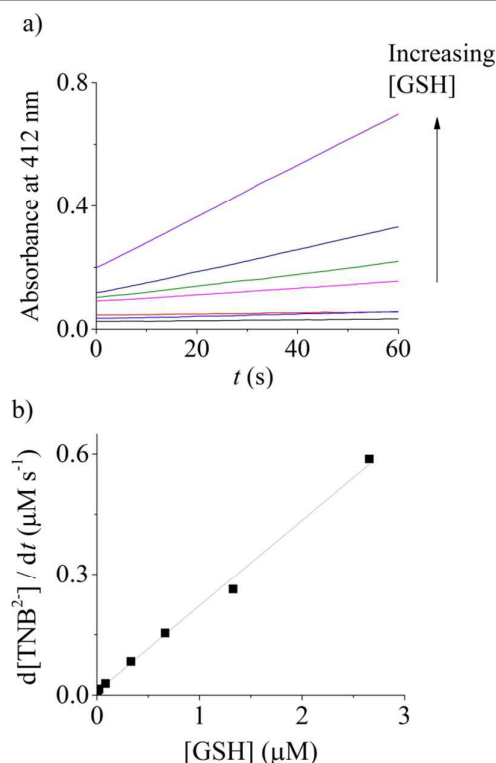 a)
Increasing
[GSH]
Absorbance at 412 nm
0.8
0.4
0.0
0 20 40 60
t (s)
b)
d[TNB²⁻] / dt (μM s⁻¹)
0.6
0.3
0.0
0 1 2 3
[GSH] (μM)